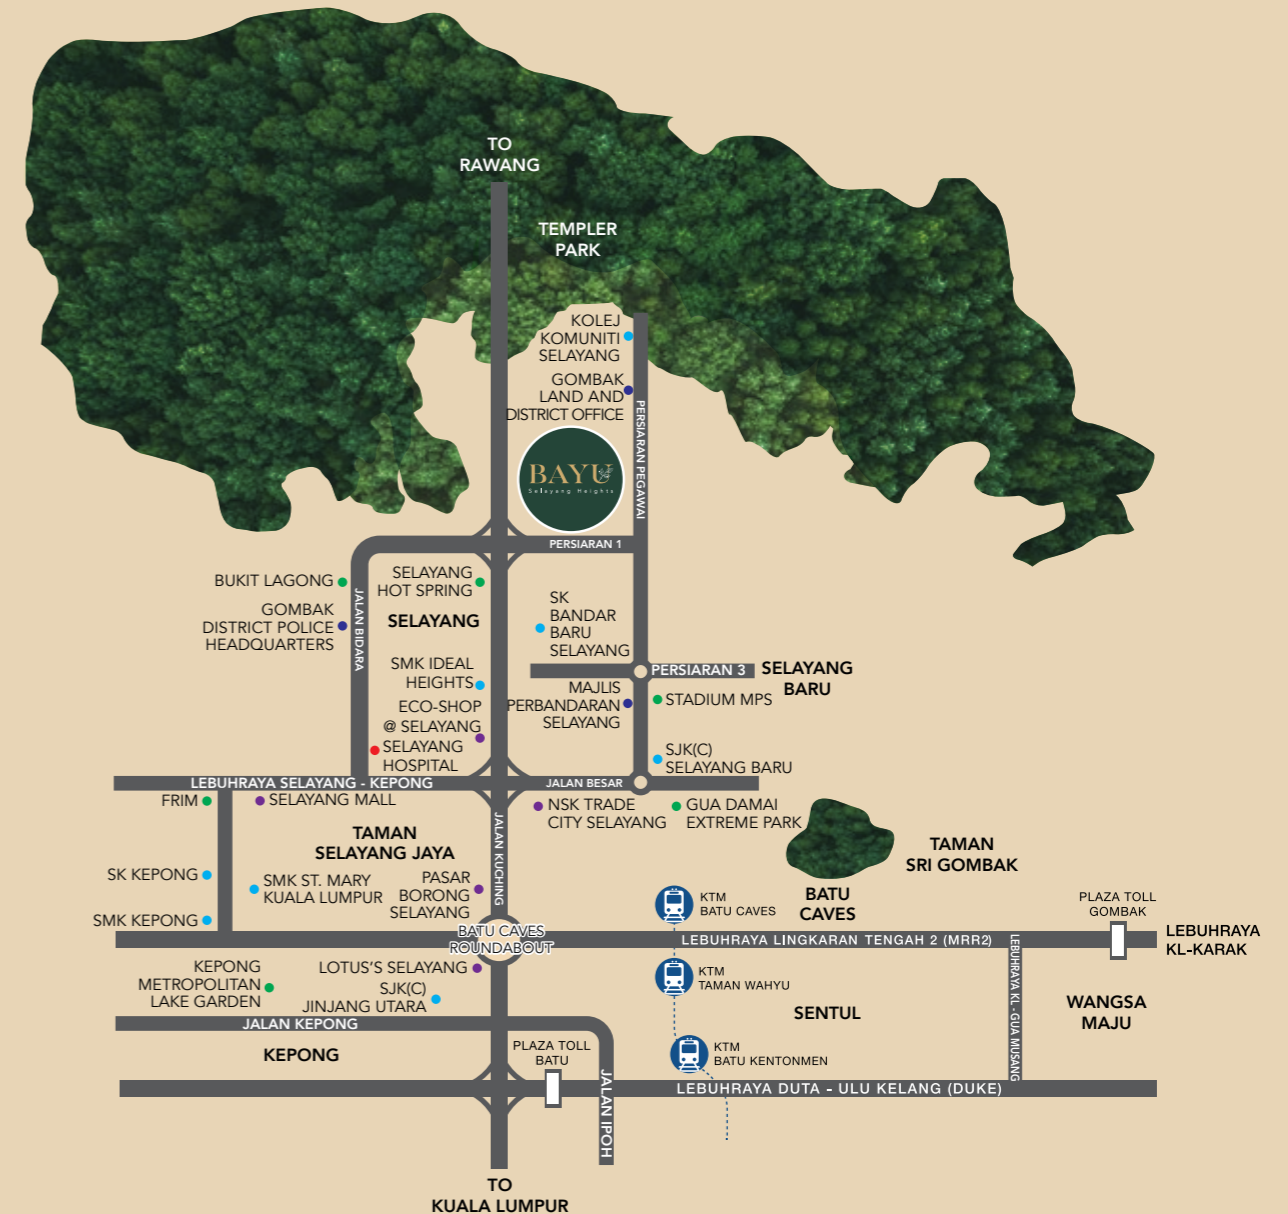 TO
RAWANG
TEMPLER
PARK
KOLEJ
KOMUNITI
SELAYANG
GOMBAK
LAND AND
DISTRICT OFFICE
PERSIARAN PEGAWAI
BAYU
Selayang Heights
PERSIARAN 1
BUKIT LAGONG
GOMBAK
DISTRICT POLICE
HEADQUARTERS
JALAN BIDARA
SELAYANG
HOT SPRING
SELAYANG
SK
BANDAR
BARU
SELAYANG
SMK IDEAL
HEIGHTS
ECO-SHOP
@ SELAYANG
SELAYANG
HOSPITAL
PERSIARAN 3
SELAYANG
BARU
MAJLIS
PERBANDARAN
SELAYANG
STADIUM MPS
SJK(C)
SELAYANG BARU
LEBUHRAYA SELAYANG - KEPONG
JALAN BESAR
FRIM
SELAYANG MALL
NSK TRADE
CITY SELAYANG
GUA DAMAI
EXTREME PARK
TAMAN
SELAYANG JAYA
JALAN KUCHING
TAMAN
SRI GOMBAK
SK KEPONG
SMK ST. MARY
KUALA LUMPUR
PASAR
BORONG
SELAYANG
SMK KEPONG
KTM
BATU CAVES
BATU
CAVES
PLAZA TOLL
GOMBAK
BATU CAVES
ROUNDABOUT
LEBUHRAYA LINGKARAN TENGAH 2 (MRR2)
LEBUHRAYA
KL-KARAK
KEPONG
METROPOLITAN
LAKE GARDEN
LOTUS'S SELAYANG
SJK(C)
JINJANG UTARA
KTM
TAMAN WAHYU
LEBUHRAYA KL - GUA MUSANG
SENTUL
WANGSA
MAJU
JALAN KEPONG
KEPONG
PLAZA TOLL
BATU
JALAN IPOH
KTM
BATU KENTONMEN
LEBUHRAYA DUTA - ULU KELANG (DUKE)
TO
KUALA LUMPUR